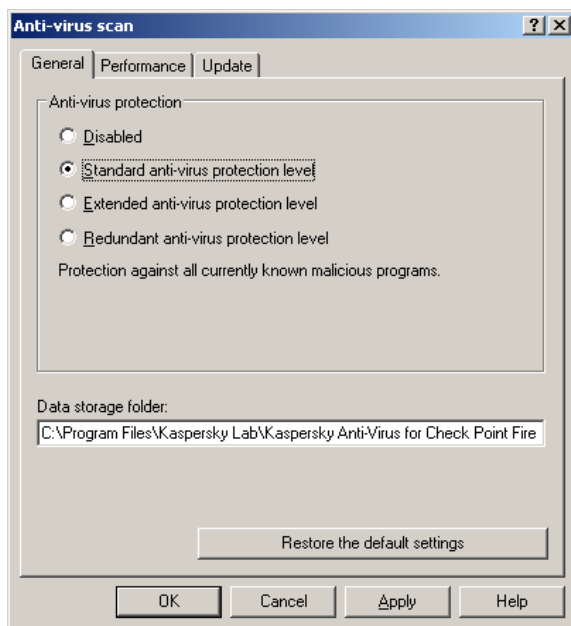 Anti-virus scan
General Performance Update
Anti-virus protection
Disabled
Standard anti-virus protection level
Extended anti-virus protection level
Redundant anti-virus protection level
Protection against all currently known malicious programs.
Data storage folder:
C:\Program Files\Kaspersky Lab\Kaspersky Anti-Virus for Check Point Fire
Restore the default settings
OK Cancel Apply Help